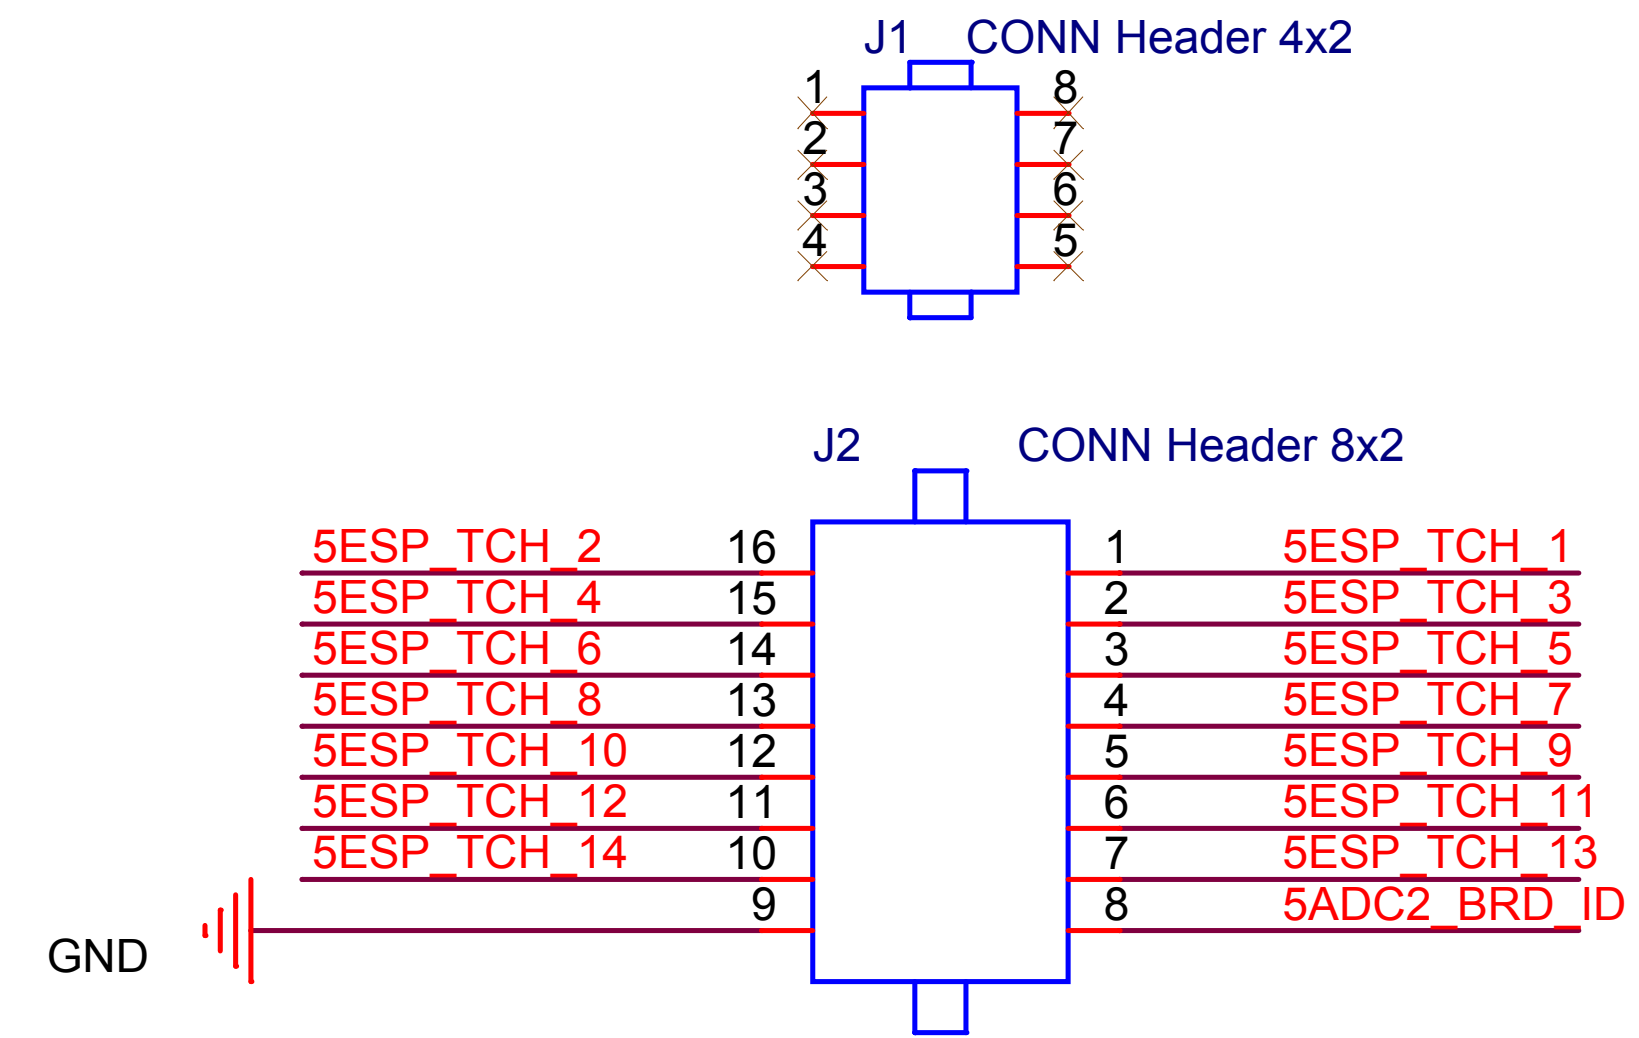 J1 CONN Header 4x2
1 8
2 7
3 6
4 5
J2 CONN Header 8x2
5ESP_TCH_2 16 1 5ESP_TCH_1
5ESP_TCH_4 15 2 5ESP_TCH_3
5ESP_TCH_6 14 3 5ESP_TCH_5
5ESP_TCH_8 13 4 5ESP_TCH_7
5ESP_TCH_10 12 5 5ESP_TCH_9
5ESP_TCH_12 11 6 5ESP_TCH_11
5ESP_TCH_14 10 7 5ESP_TCH_13
9 8 5ADC2_BRD_ID
GND